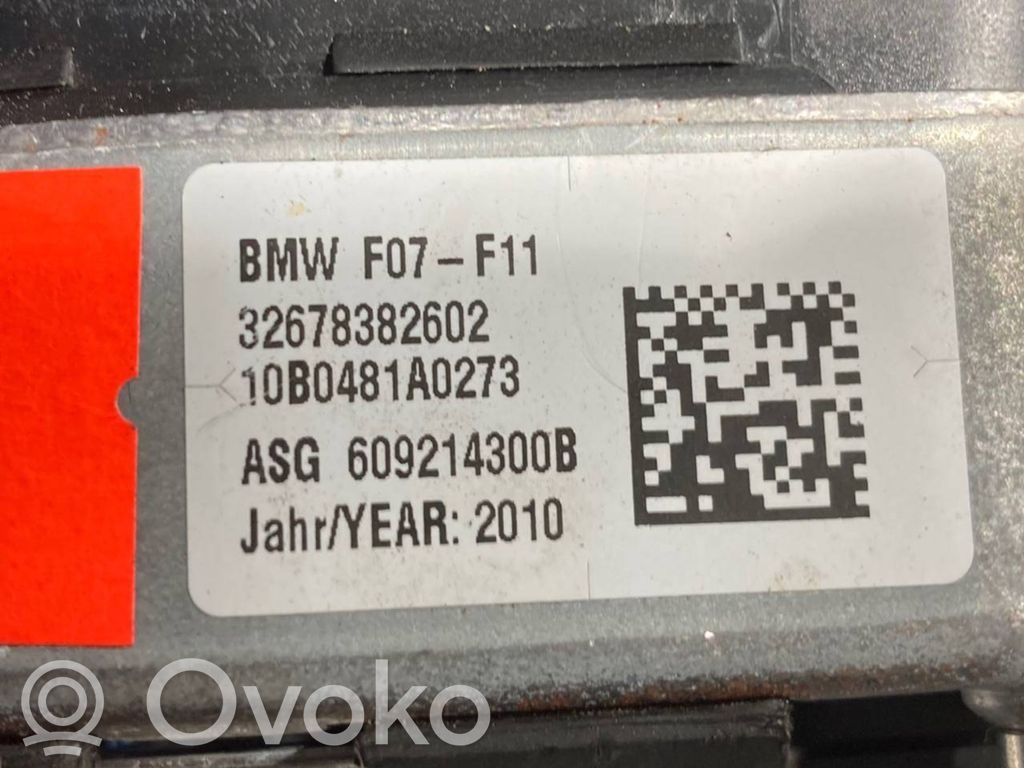 BMW F07-F11
32678382602
10B0481A0273
ASG 609214300B
Jahr/YEAR: 2010
Ovoko